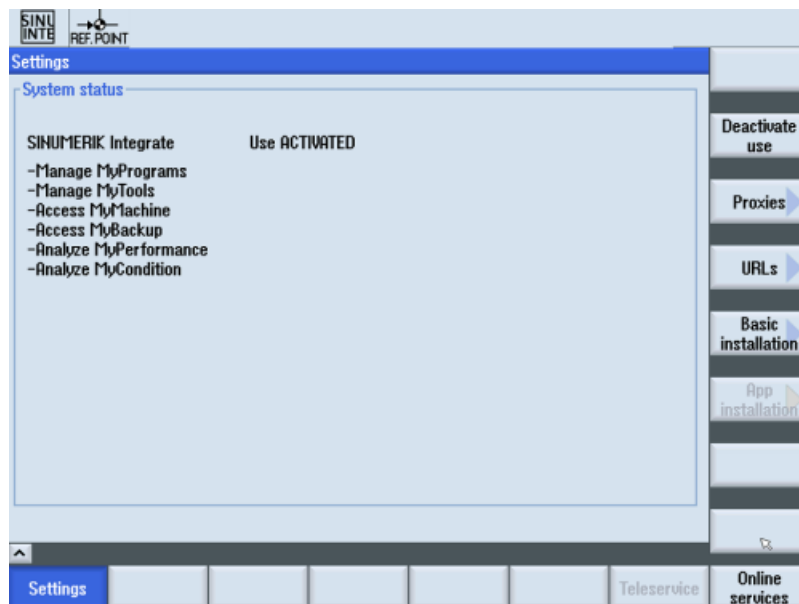 SINU
INTE
REF.POINT
Settings
System status
SINUMERIK Integrate Use ACTIVATED
-Manage MyPrograms
-Manage MyTools
-Access MyMachine
-Access MyBackup
-Analyze MyPerformance
-Analyze MyCondition
Deactivate
use
Proxies
URLs
Basic
installation
App
installation
Settings
Teleservice
Online
services